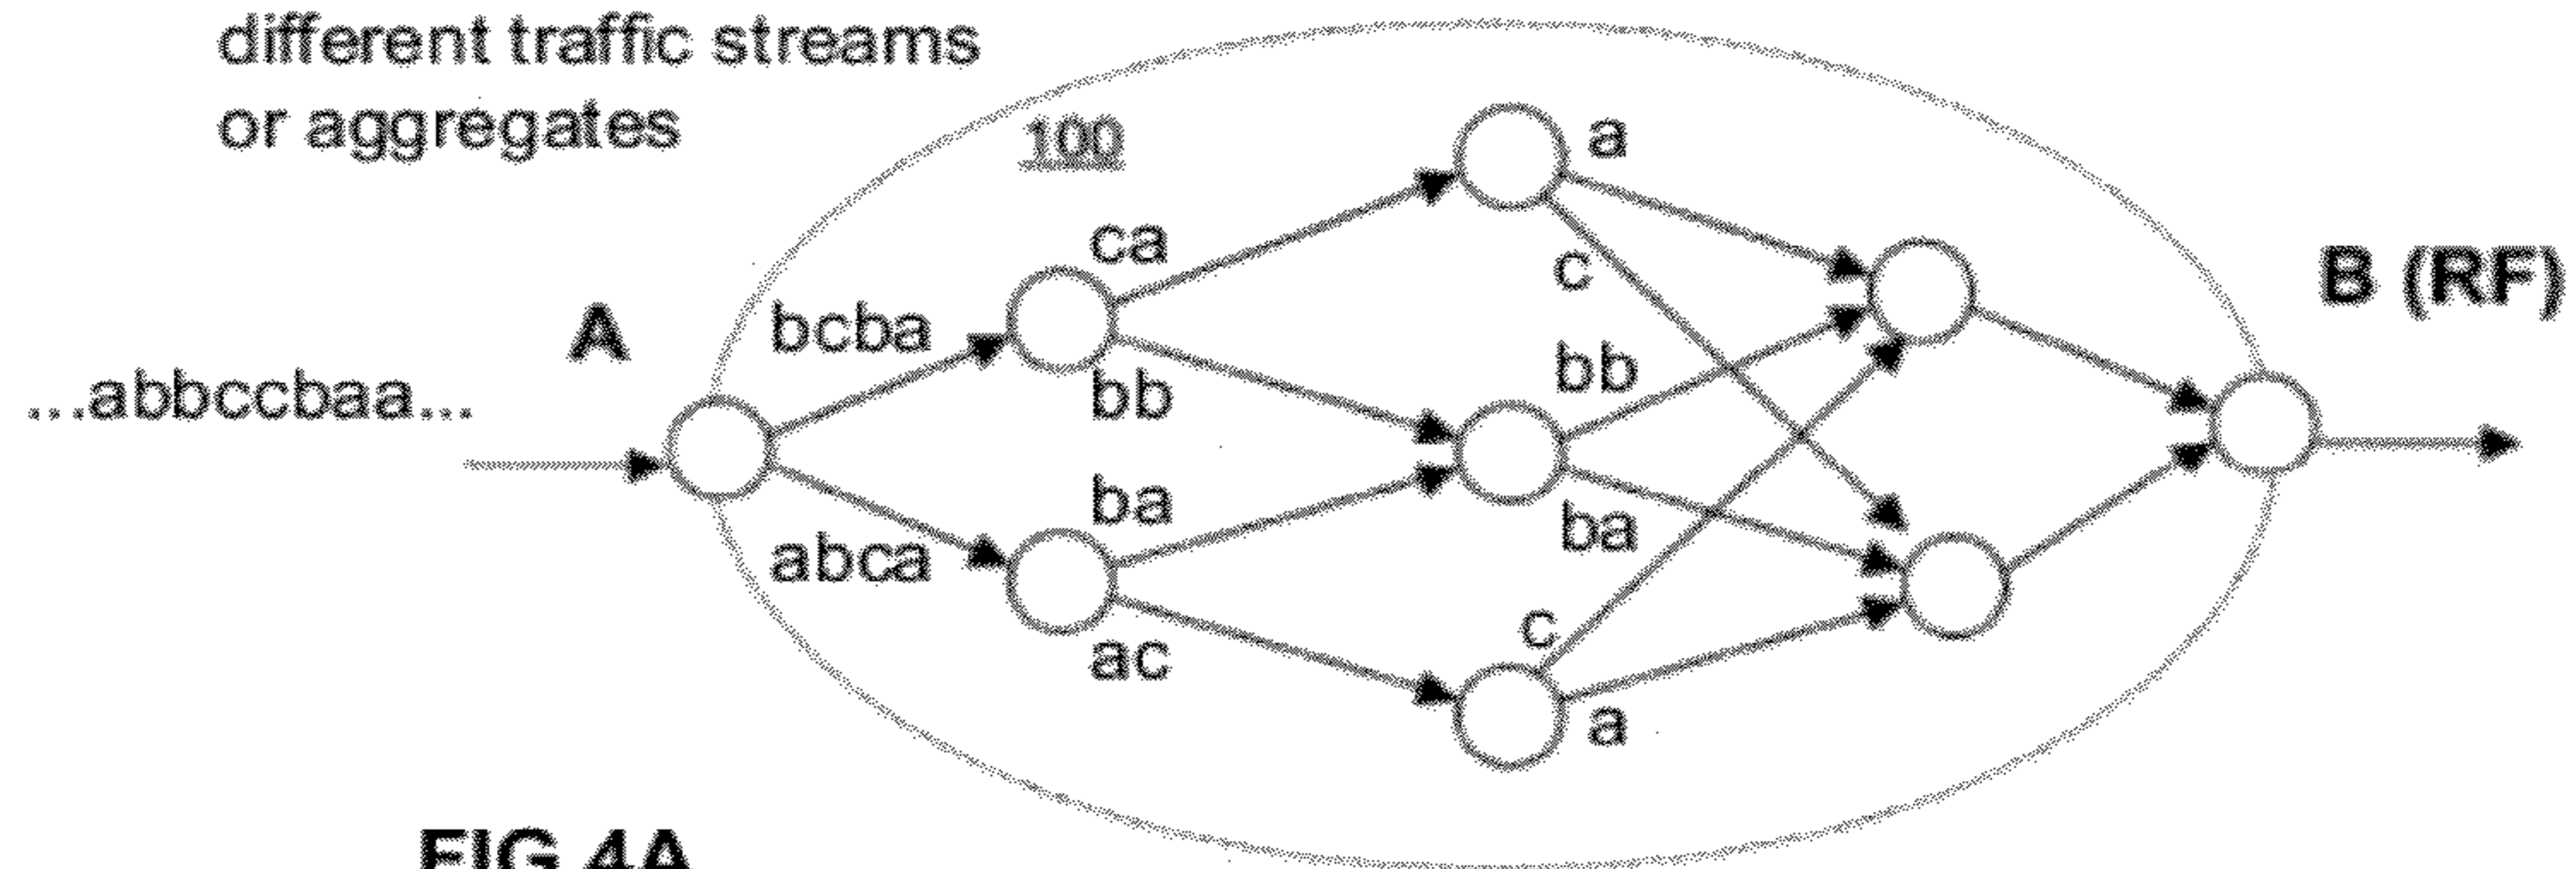 different traffic streams
or aggregates
100
a
ca
c
B (RF)
A
bcba
...abbccbaa...
bb
bb
ba
abca
ba
c
ac
a
FIG 4A